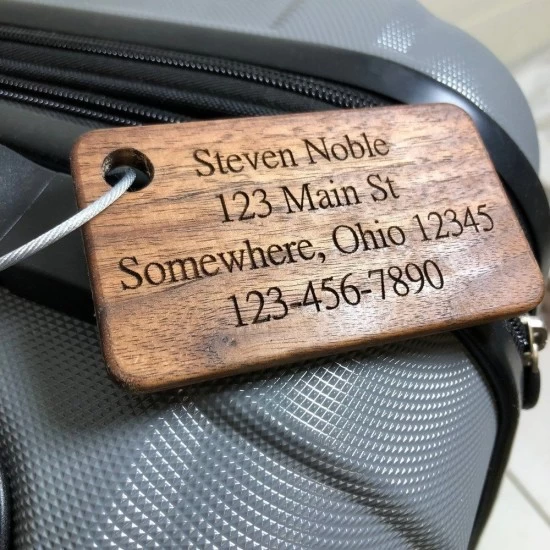 Steven Noble
123 Main St
Somewhere, Ohio 12345
123-456-7890